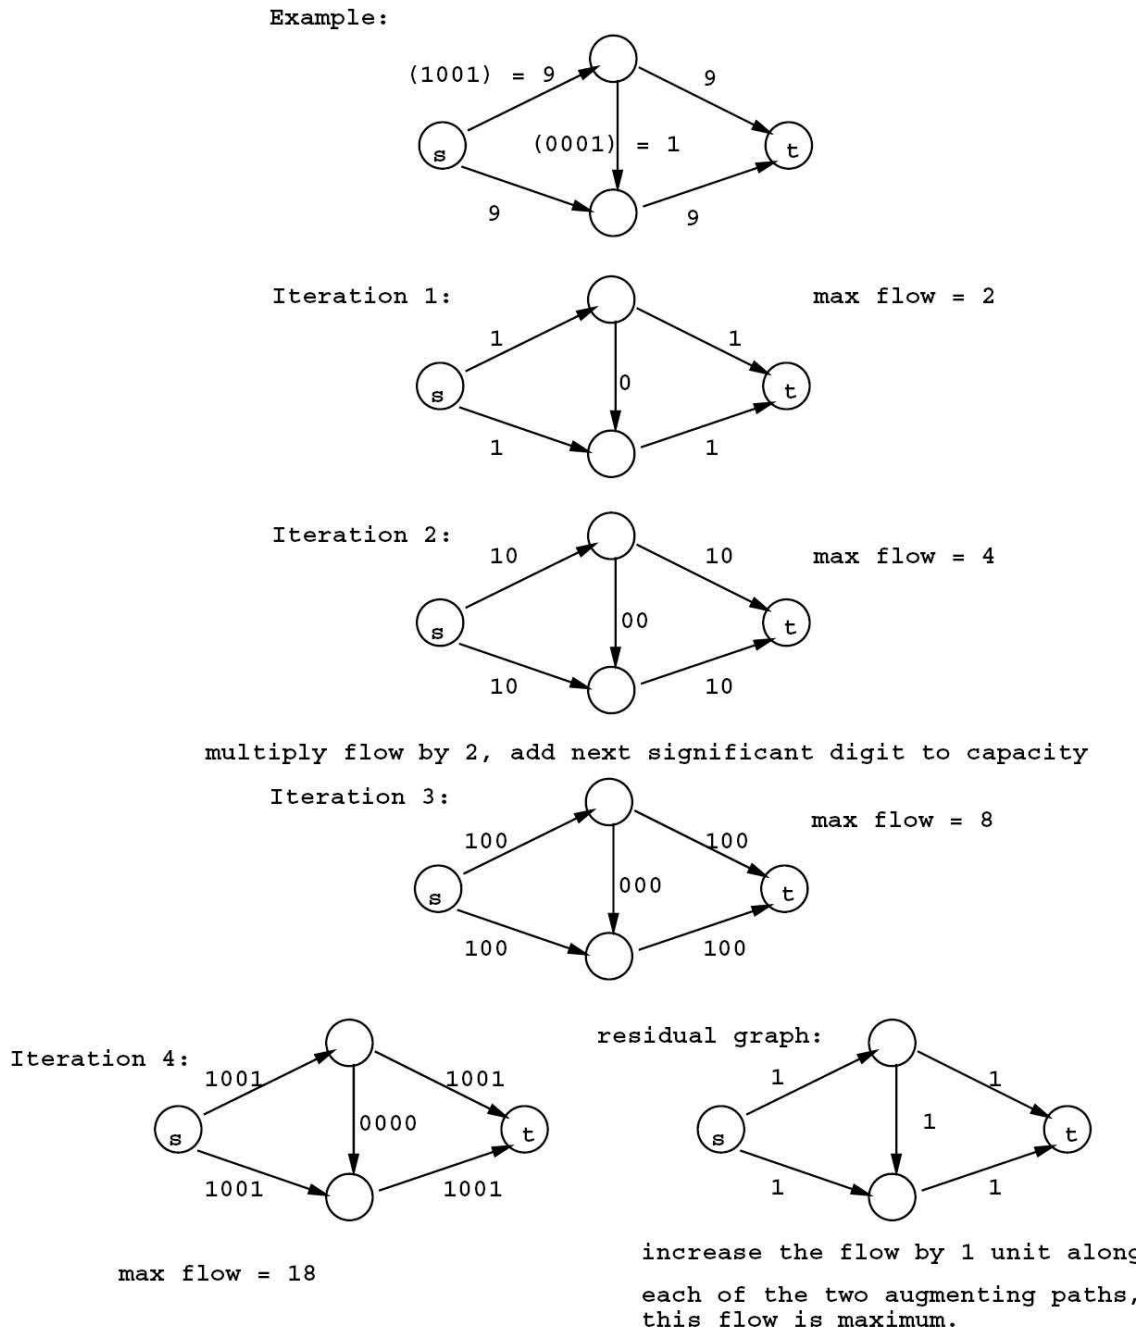 Example:
(1001) = 9
9
s
(0001) = 1
t
9
9
Iteration 1:
max flow = 2
1
1
s
0
t
1
1
Iteration 2:
10
10
max flow = 4
s
00
t
10
10
multiply flow by 2, add next significant digit to capacity
Iteration 3:
max flow = 8
100
100
s
000
t
100
100
Iteration 4:
1001
1001
s
0000
t
1001
1001
max flow = 18
residual graph:
1
1
s
1
t
1
1
increase the flow by 1 unit along
each of the two augmenting paths,
this flow is maximum.